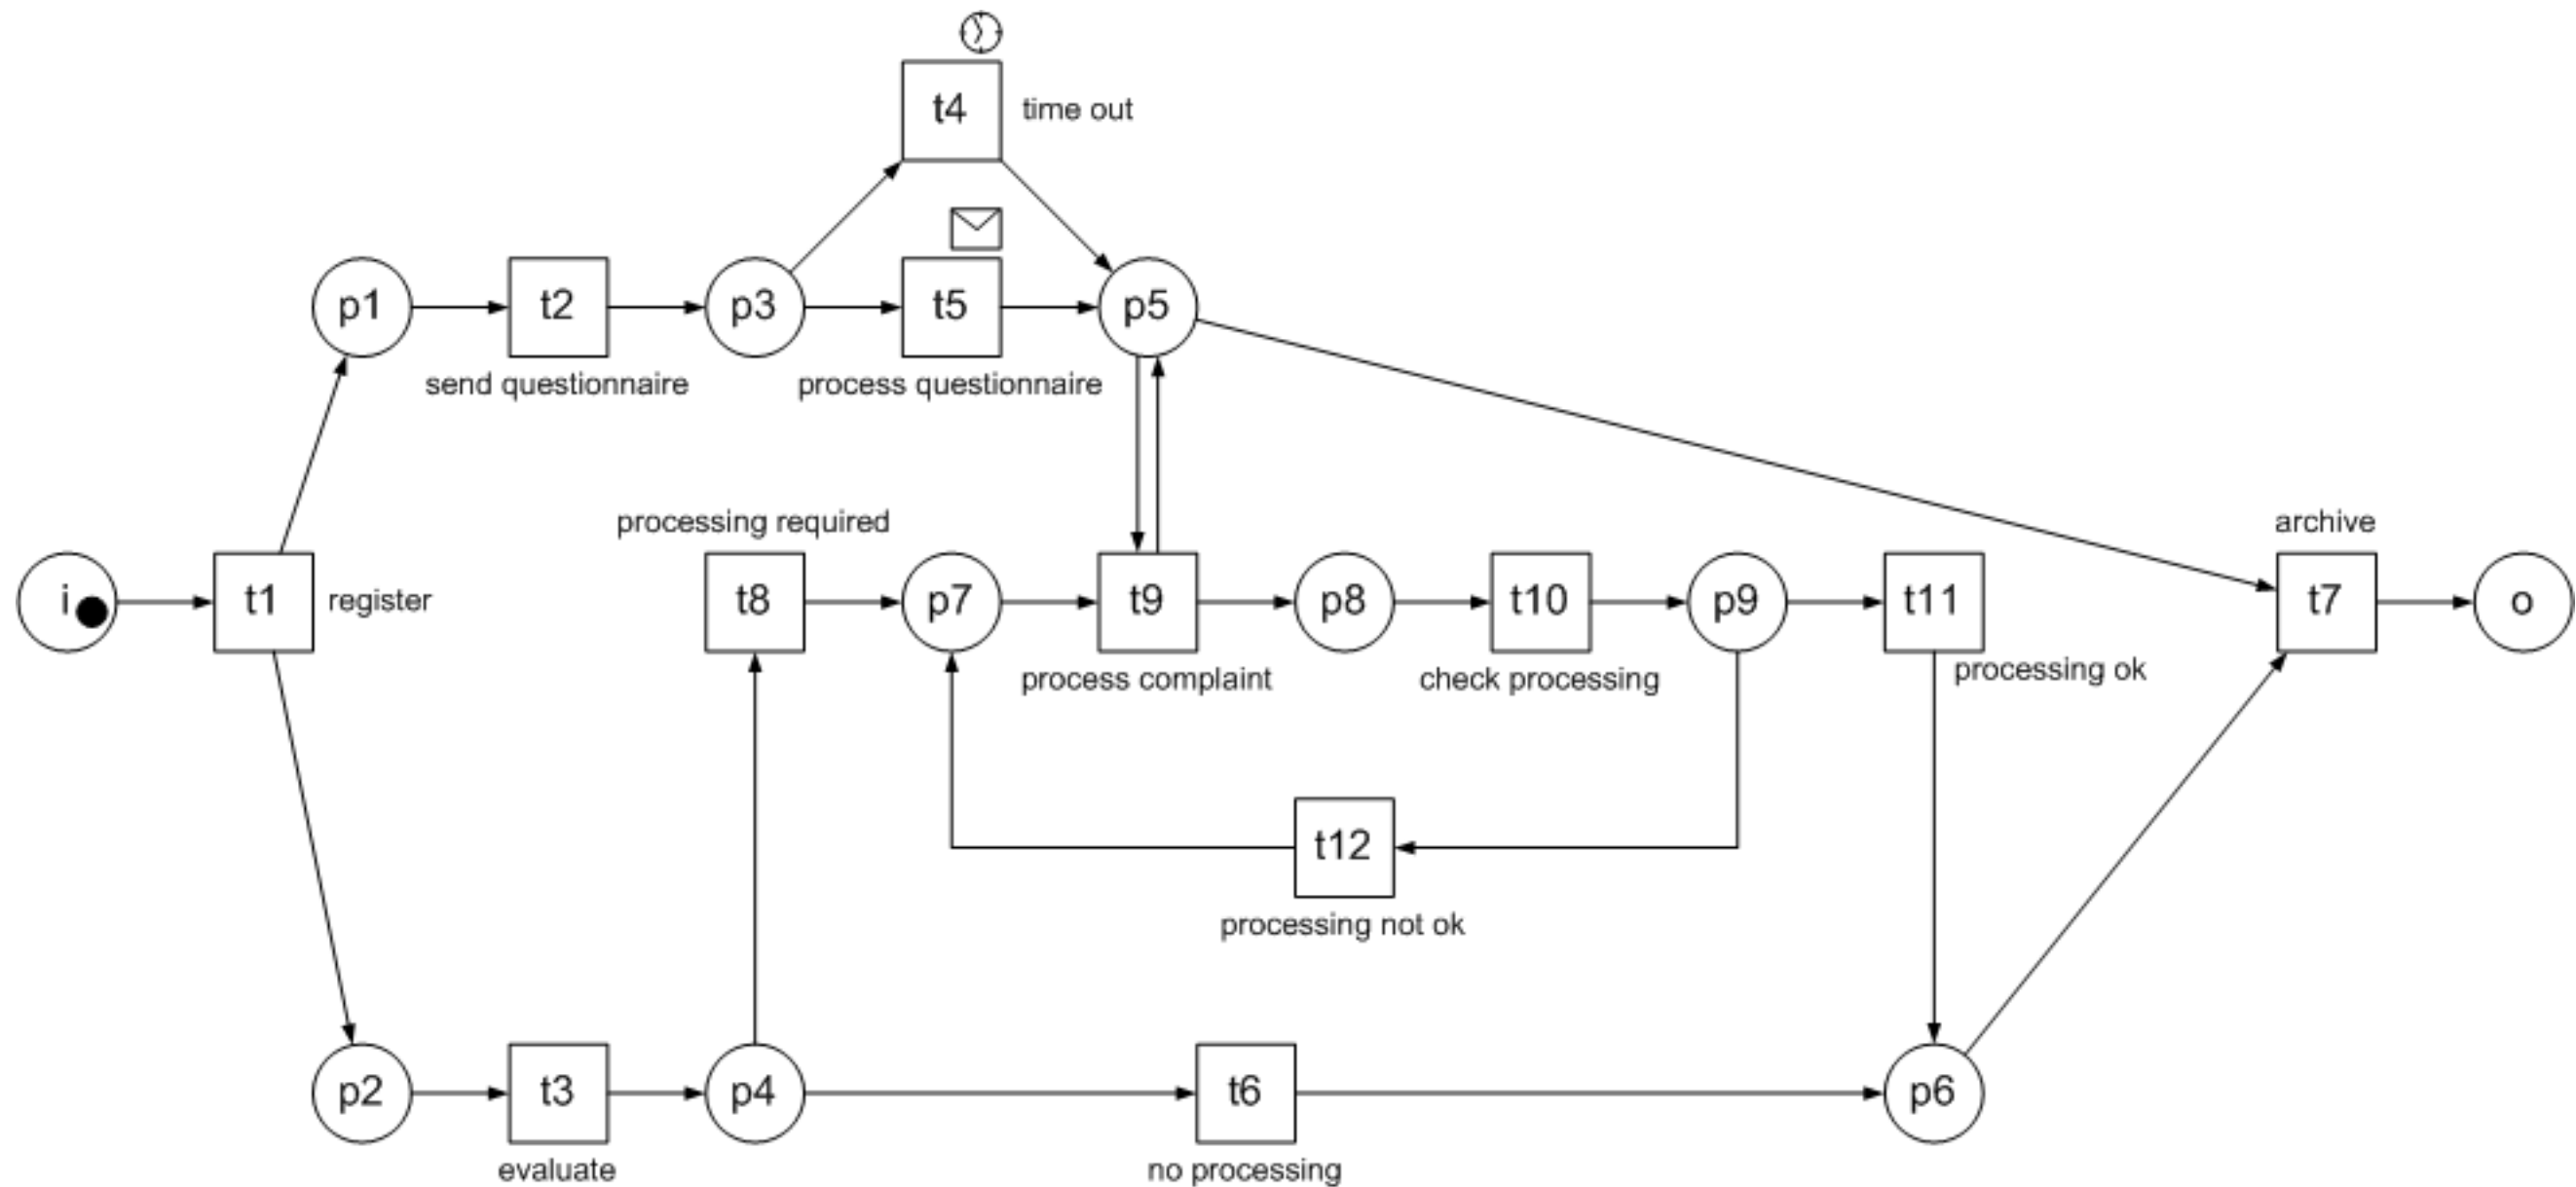 t4
time out
p1
t2
p3
t5
p5
send questionnaire
process questionnaire
processing required
archive
i
t1
register
t8
p7
t9
p8
t10
p9
t11
t7
o
process complaint
check processing
processing ok
t12
processing not ok
p2
t3
p4
t6
p6
evaluate
no processing